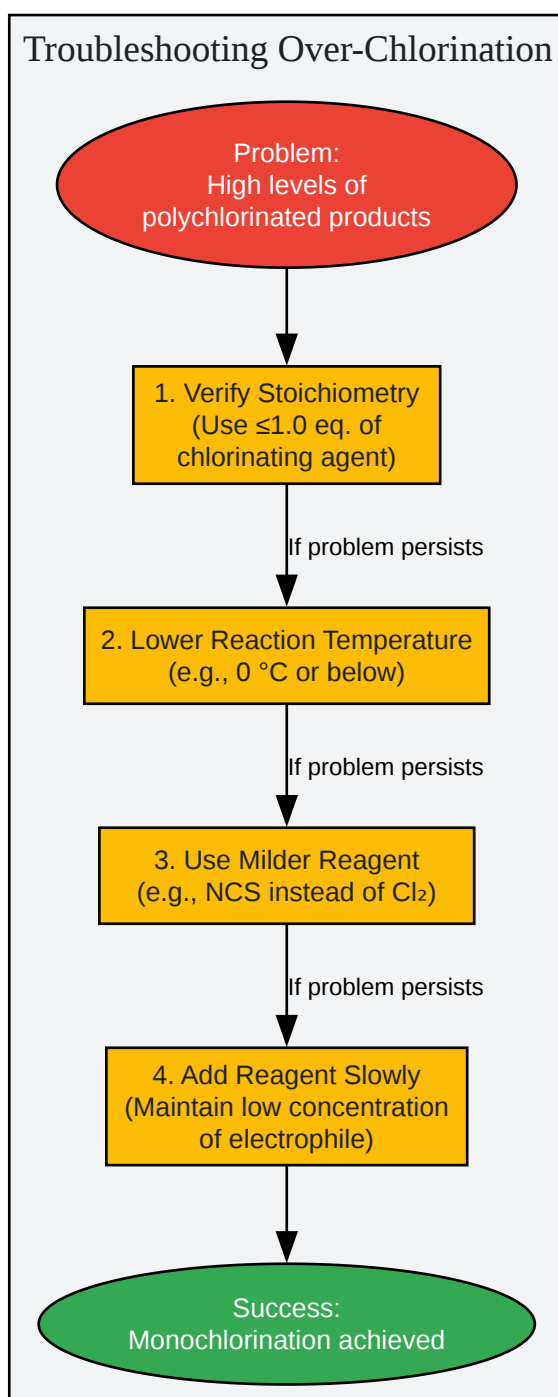 Troubleshooting Over-Chlorination
Problem:
High levels of
polychlorinated products
1. Verify Stoichiometry
(Use ≤1.0 eq. of
chlorinating agent)
If problem persists
2. Lower Reaction Temperature
(e.g., 0 °C or below)
If problem persists
3. Use Milder Reagent
(e.g., NCS instead of Cl₂)
If problem persists
4. Add Reagent Slowly
(Maintain low concentration
of electrophile)
Success:
Monochlorination achieved